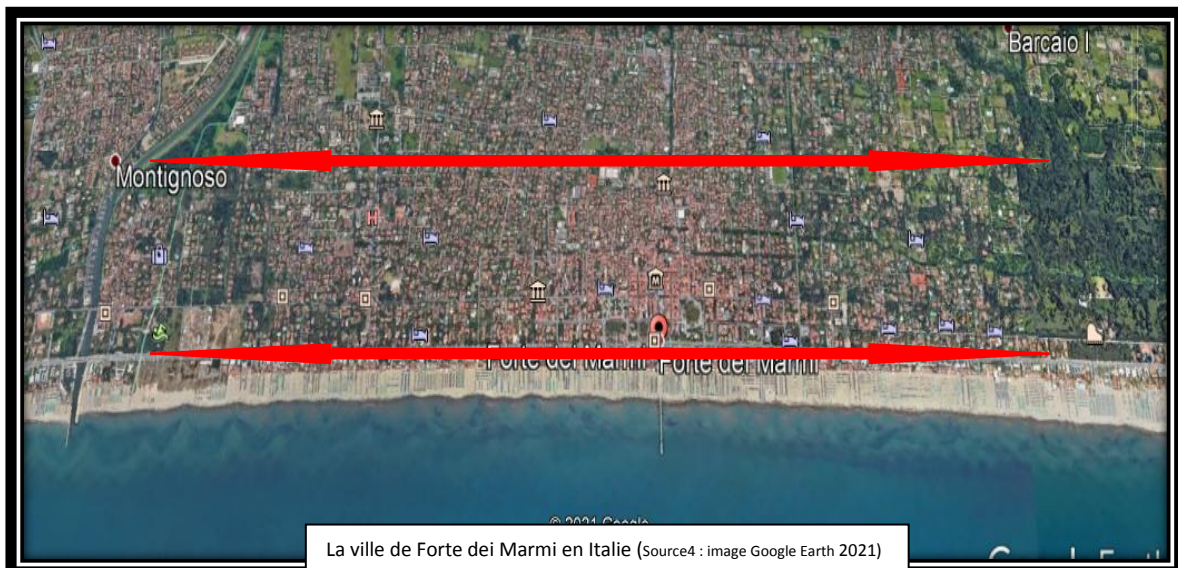 Barcaio I
Montignoso
H
M
Forte dei Marmi Forte dei Marmi
© 2021 Google
La ville de Forte dei Marmi en Italie (Source4 : image Google Earth 2021)